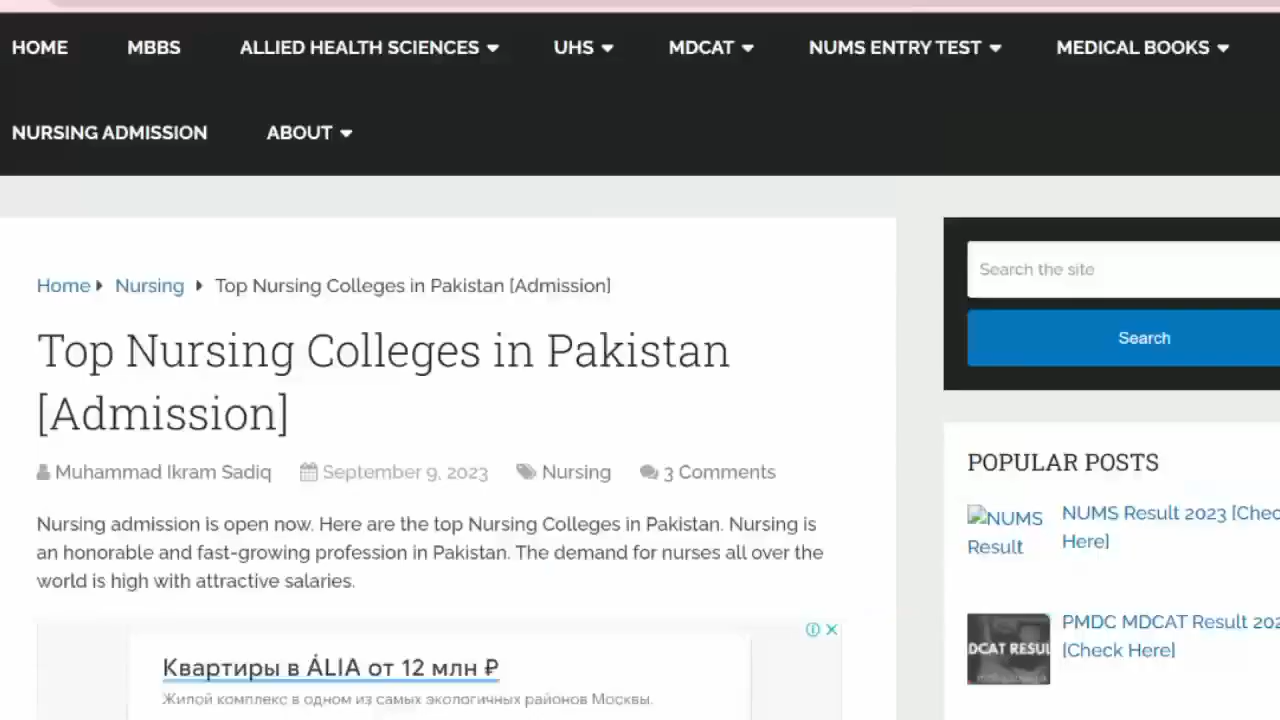 HOME MBBS ALLIED HEALTH SCIENCES UHS MDCAT NUMS ENTRY TEST MEDICAL BOOKS
NURSING ADMISSION ABOUT
Home Nursing Top Nursing Colleges in Pakistan [Admission]
Top Nursing Colleges in Pakistan
[Admission]
Muhammad Ikram Sadiq September 9, 2023 Nursing 3 Comments
Nursing admission is open now. Here are the top Nursing Colleges in Pakistan. Nursing is
an honorable and fast-growing profession in Pakistan. The demand for nurses all over the
world is high with attractive salaries.
Квартиры в ÁLIA от 12 млн ₽
Жилой комплекс в одном из самых экологичных районов Москвы.
Search the site
Search
POPULAR POSTS
NUMS
Result
NUMS Result 2023 [Chec
Here]
DCAT RESUL
PMDC MDCAT Result 202
[Check Here]